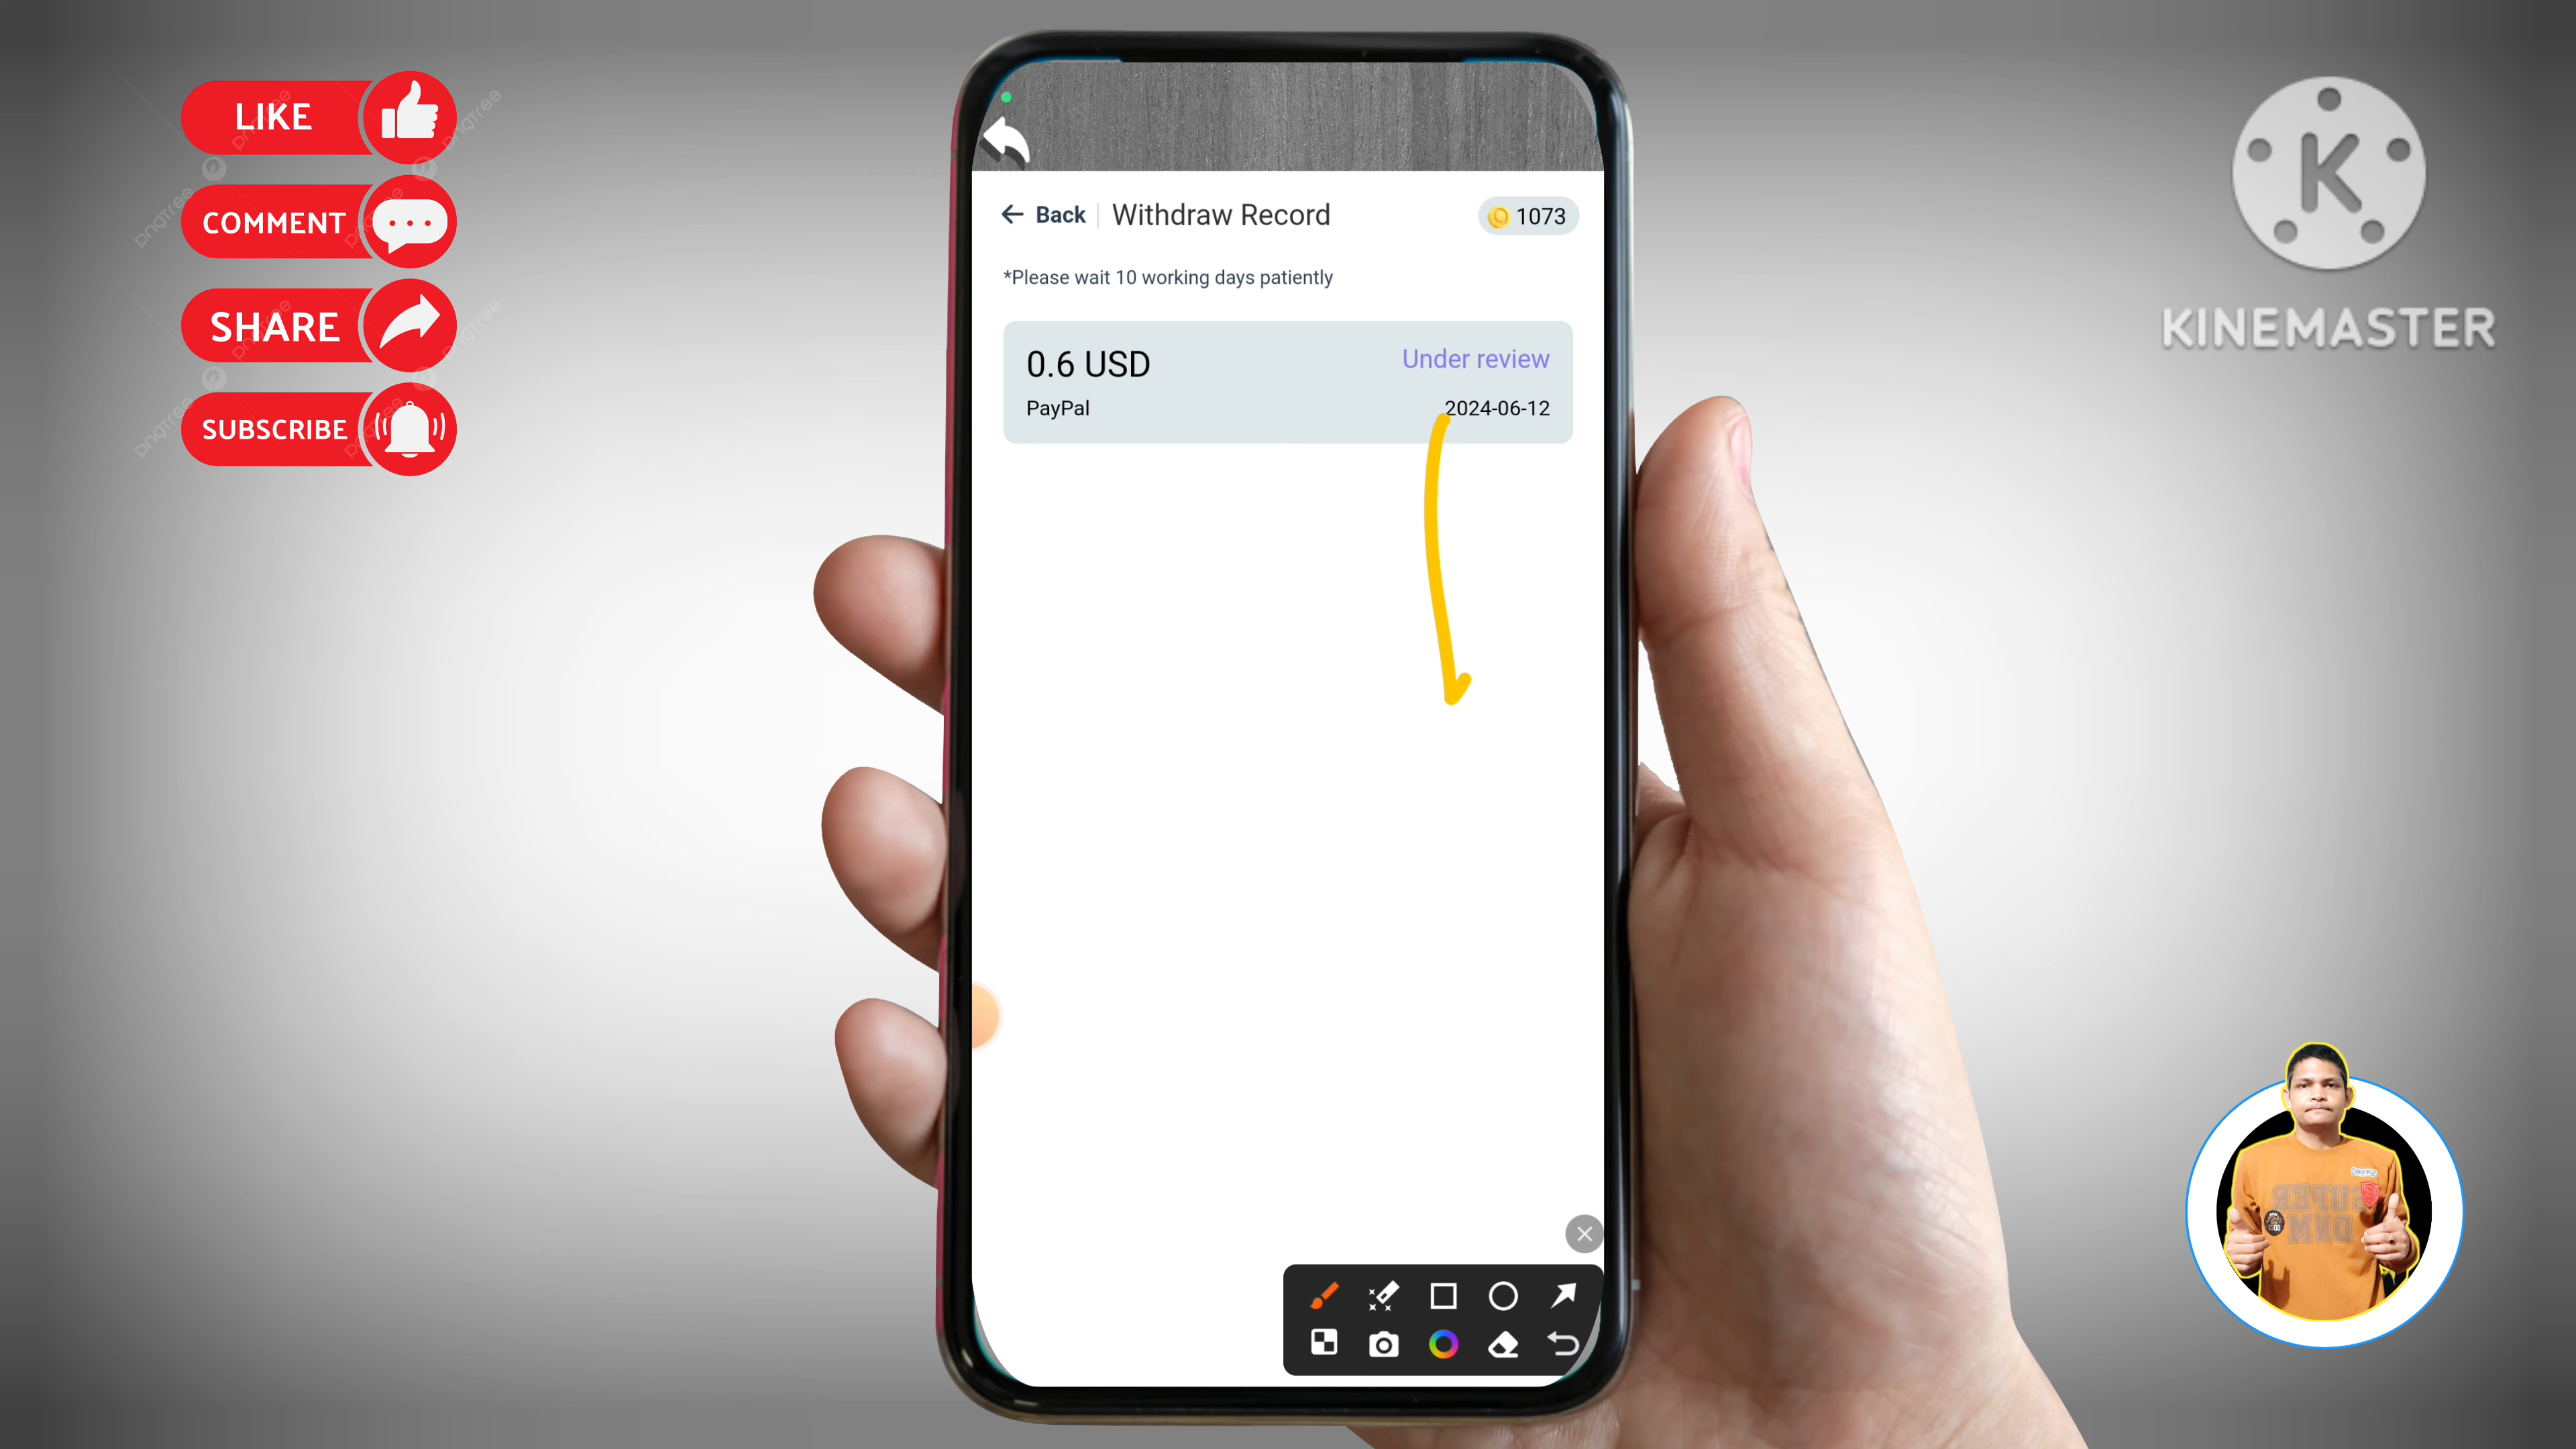 LIKE
COMMENT
SHARE
SUBSCRIBE
Back
Withdraw Record
1073
*Please wait 10 working days patiently
0.6 USD
Under review
PayPal
2024-06-12
K
KINEMASTER
SUPER